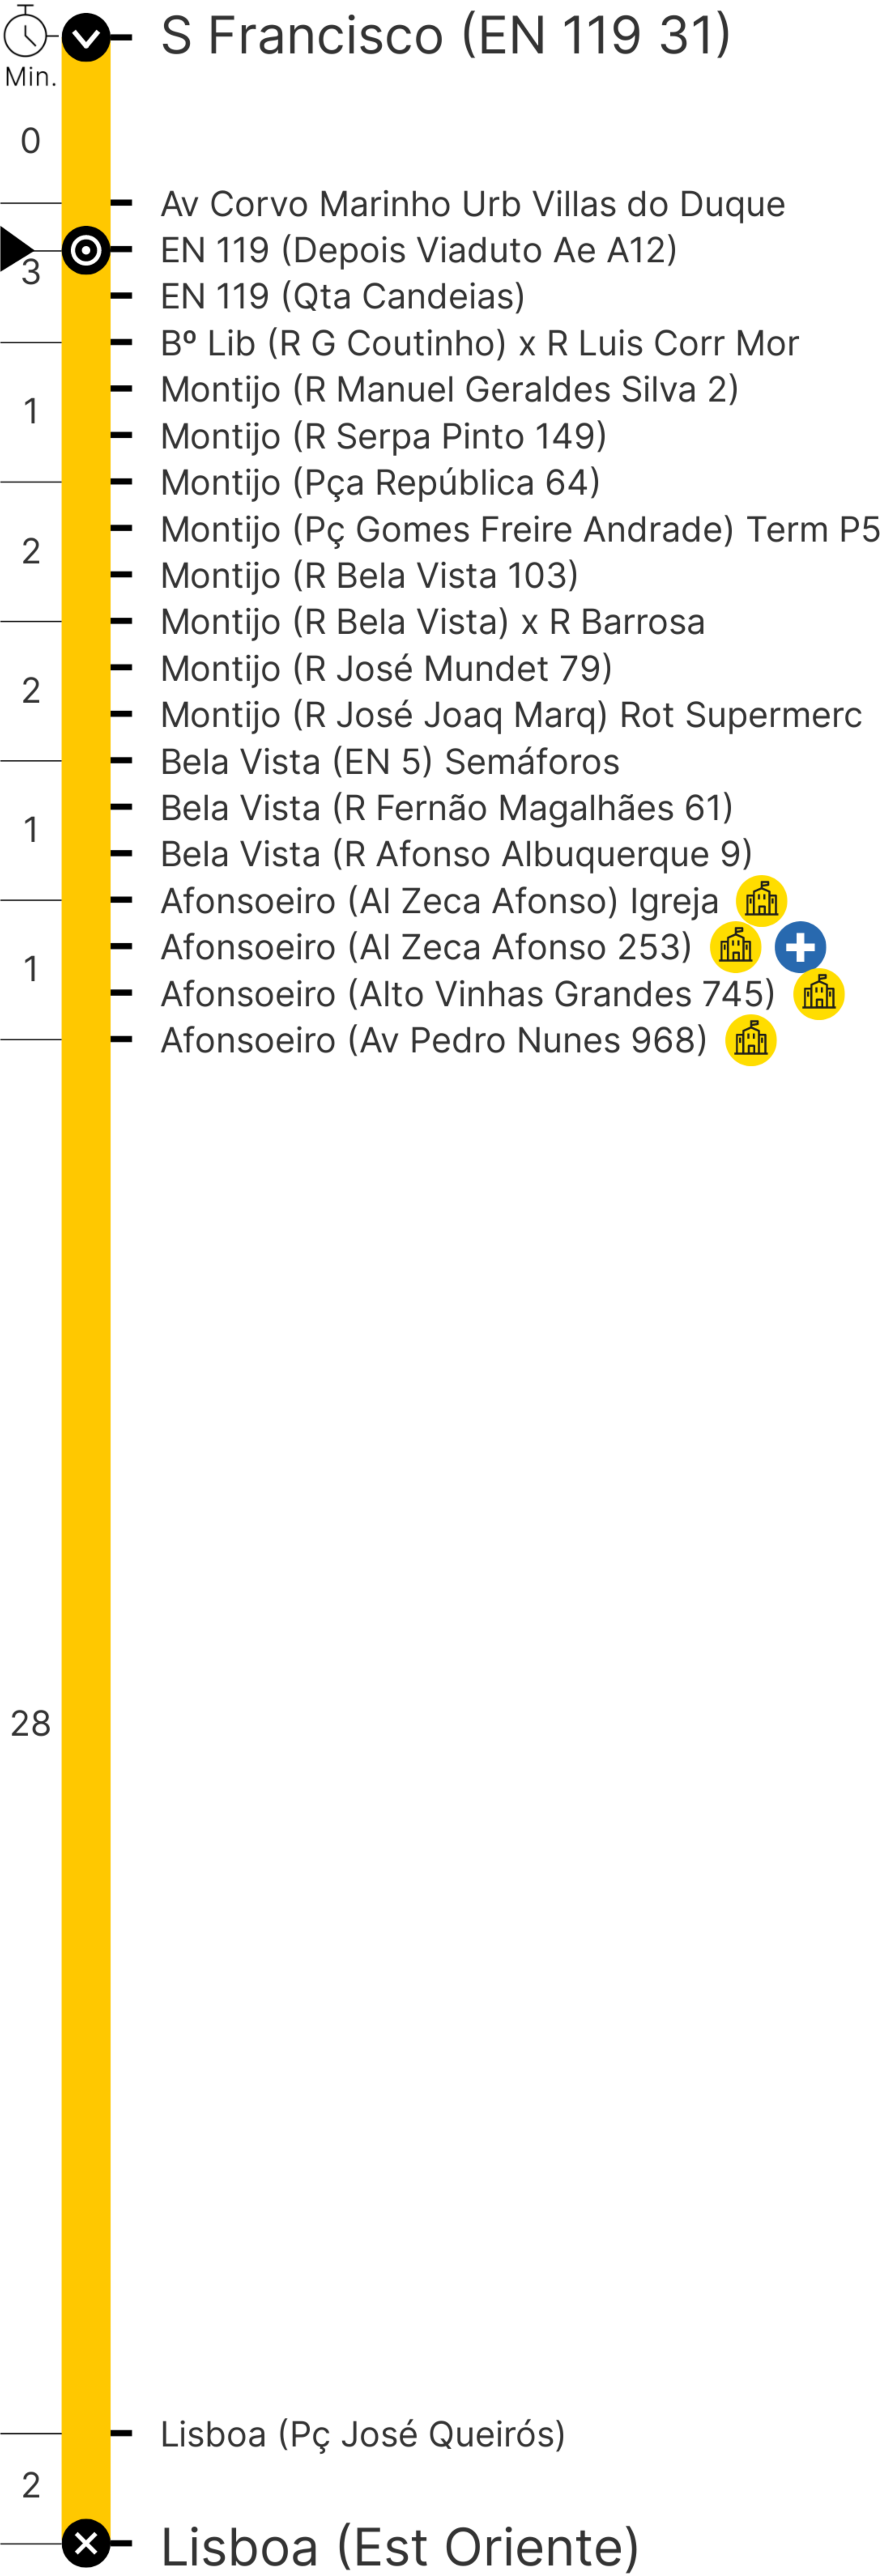 S Francisco (EN 119 31)
Min.
0
Av Corvo Marinho Urb Villas do Duque
EN 119 (Depois Viaduto Ae A12)
3
EN 119 (Qta Candeias)
Bº Lib (R G Coutinho) x R Luis Corr Mor
Montijo (R Manuel Geraldes Silva 2)
1
Montijo (R Serpa Pinto 149)
Montijo (Pça República 64)
Montijo (Pç Gomes Freire Andrade) Term P5
2
Montijo (R Bela Vista 103)
Montijo (R Bela Vista) x R Barrosa
Montijo (R José Mundet 79)
2
Montijo (R José Joaq Marq) Rot Supermerc
Bela Vista (EN 5) Semáforos
Bela Vista (R Fernão Magalhães 61)
1
Bela Vista (R Afonso Albuquerque 9)
Afonsoeiro (Al Zeca Afonso) Igreja
Afonsoeiro (Al Zeca Afonso 253)
1
Afonsoeiro (Alto Vinhas Grandes 745)
Afonsoeiro (Av Pedro Nunes 968)
28
Lisboa (Pç José Queirós)
2
Lisboa (Est Oriente)